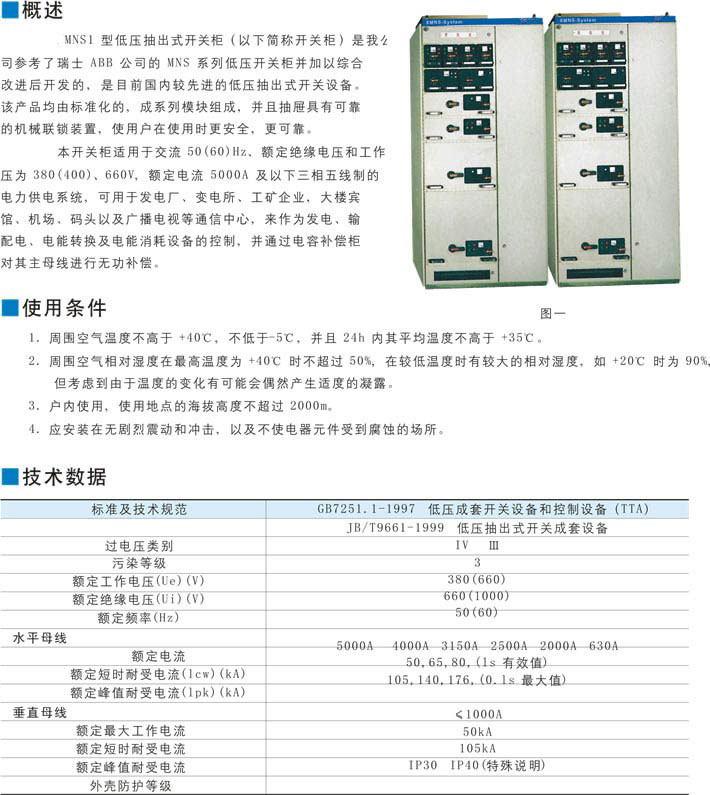 概述
MNS1 型低压抽出式开关柜（以下简称开关柜）是我公
司参考了瑞士 ABB 公司的 MNS 系列低压开关柜并加以综合
改进后开发的，是目前国内较先进的低压抽出式开关设备。
该产品均由标准化的，成系列模块组成，并且抽屉具有可靠
的机械联锁装置，使用户在使用时更安全，更可靠。
本开关柜适用于交流 50(60)Hz、额定绝缘电压和工作
压为 380(400)、660V，额定电流 5000A 及以下三相五线制的
电力供电系统，可用于发电厂、变电所、工矿企业，大楼宾
馆、机场、码头以及广播电视等通信中心，来作为发电、输
配电、电能转换及电能消耗设备的控制，并通过电容补偿柜
对其主母线进行无功补偿。
XMNS-System
XMNS-System
图一
使用条件
1. 周围空气温度不高于 +40℃，不低于-5℃，并且 24h 内其平均温度不高于 +35℃。
2. 周围空气相对湿度在最高温度为 +40℃ 时不超过 50%，在较低温度时有较大的相对湿度，如 +20℃ 时为 90%，
但考虑到由于温度的变化有可能会偶然产生适度的凝露。
3. 户内使用，使用地点的海拔高度不超过 2000m。
4. 应安装在无剧烈震动和冲击，以及不使电器元件受到腐蚀的场所。
技术数据
标准及技术规范 GB7251.1-1997 低压成套开关设备和控制设备 (TTA)
JB/T9661-1999 低压抽出式开关成套设备
过电压类别 IV Ⅲ
污染等级 3
额定工作电压(Ue)(V) 380(660)
额定绝缘电压(Ui)(V) 660(1000)
额定频率(Hz) 50(60)
水平母线
额定电流 5000A 4000A 3150A 2500A 2000A 630A
额定短时耐受电流(lcw)(kA) 50,65,80,(ls 有效值)
额定峰值耐受电流(lpk)(kA) 105,140,176,(0.ls 最大值)
垂直母线 ≤1000A
额定最大工作电流 50kA
额定短时耐受电流 105kA
额定峰值耐受电流 IP30 IP40(特殊说明)
外壳防护等级